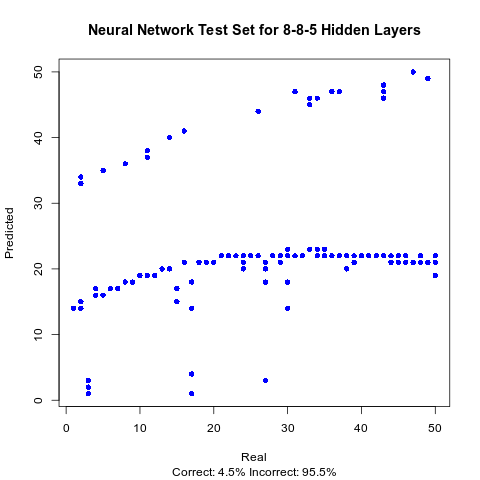 Neural Network Test Set for 8-8-5 Hidden Layers
50
40
30
20
10
0
Predicted
0 10 20 30 40 50
Real
Correct: 4.5% Incorrect: 95.5%